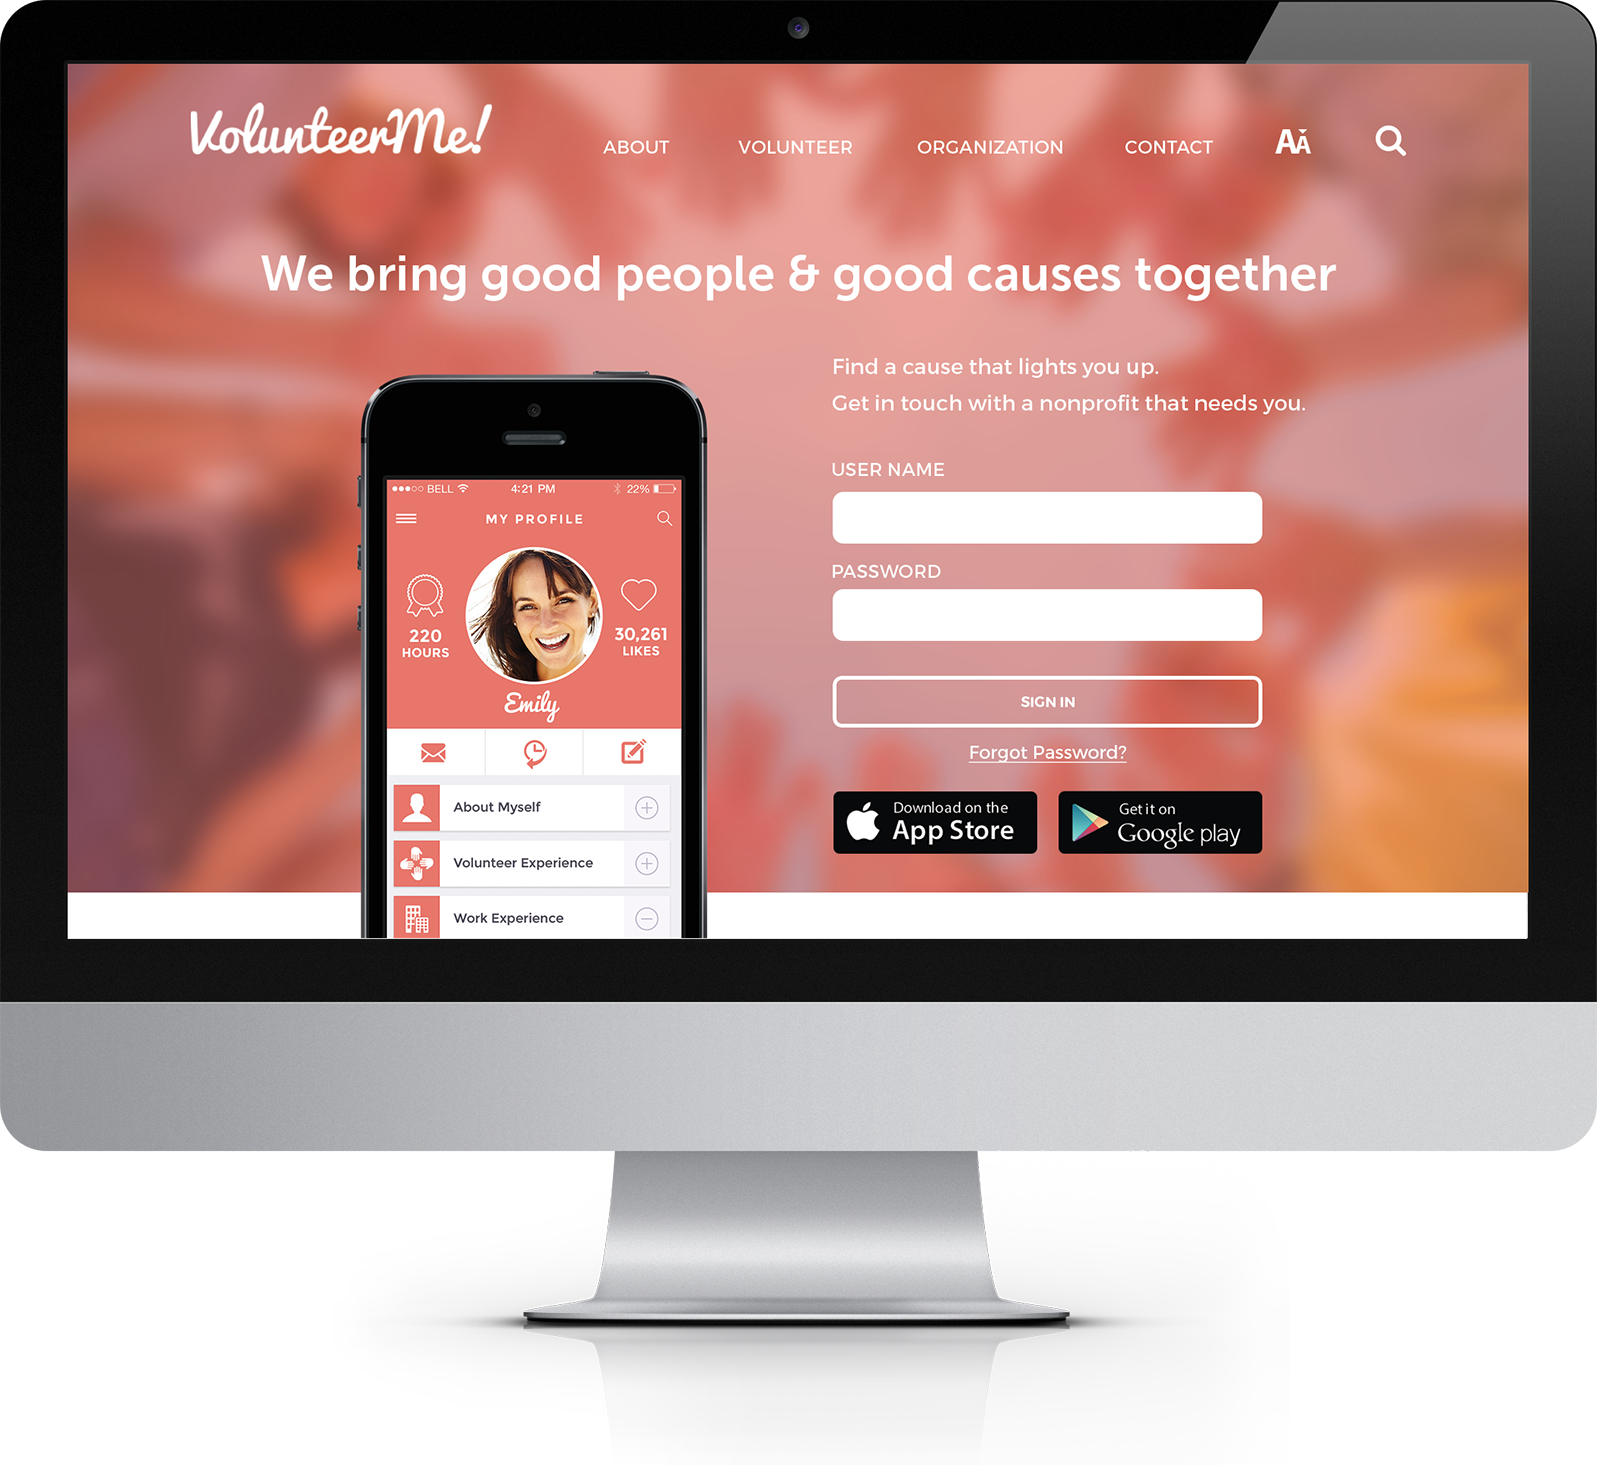 VolunteerMe!
ABOUT
VOLUNTEER
ORGANIZATION
CONTACT
AA
We bring good people & good causes together
Find a cause that lights you up.
Get in touch with a nonprofit that needs you.
USER NAME
PASSWORD
SIGN IN
Forgot Password?
Download on the
App Store
Get it on
Google play
BELL
4:21 PM
22%
MY PROFILE
220
HOURS
30,261
LIKES
Emily
About Myself
Volunteer Experience
Work Experience